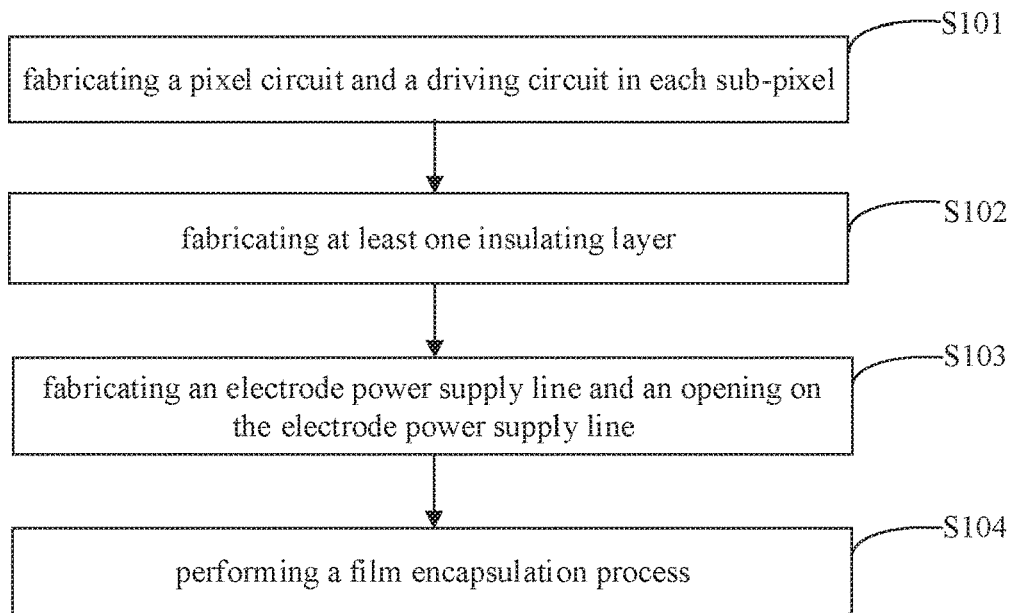 S101
fabricating a pixel circuit and a driving circuit in each sub-pixel
S102
fabricating at least one insulating layer
S103
fabricating an electrode power supply line and an opening on
the electrode power supply line
S104
performing a film encapsulation process